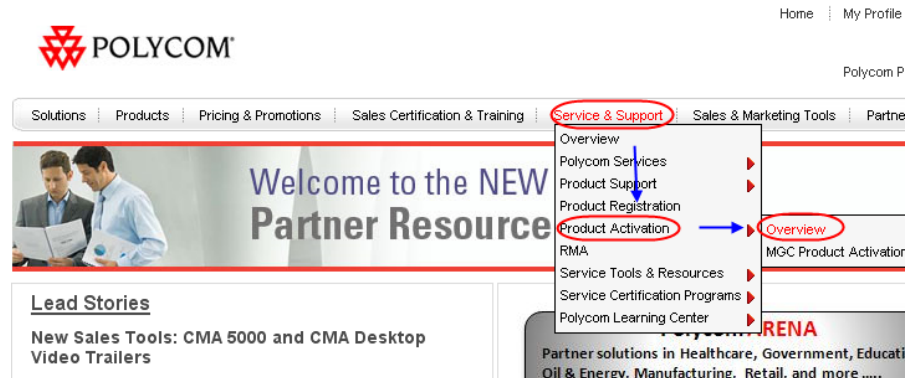 Home My Profile
POLYCOM
Polycom P
Solutions Products Pricing & Promotions Sales Certification & Training Service & Support Sales & Marketing Tools Partne
Overview
Polycom Services
Product Support
Product Registration
Product Activation
RMA
Service Tools & Resources
Service Certification Programs
Polycom Learning Center
Overview
MGC Product Activation
Welcome to the NEW
Partner Resource
Lead Stories
New Sales Tools: CMA 5000 and CMA Desktop
Video Trailers
RENA
Partner solutions in Healthcare, Government, Educati
Oil & Energy, Manufacturing, Retail, and more .....